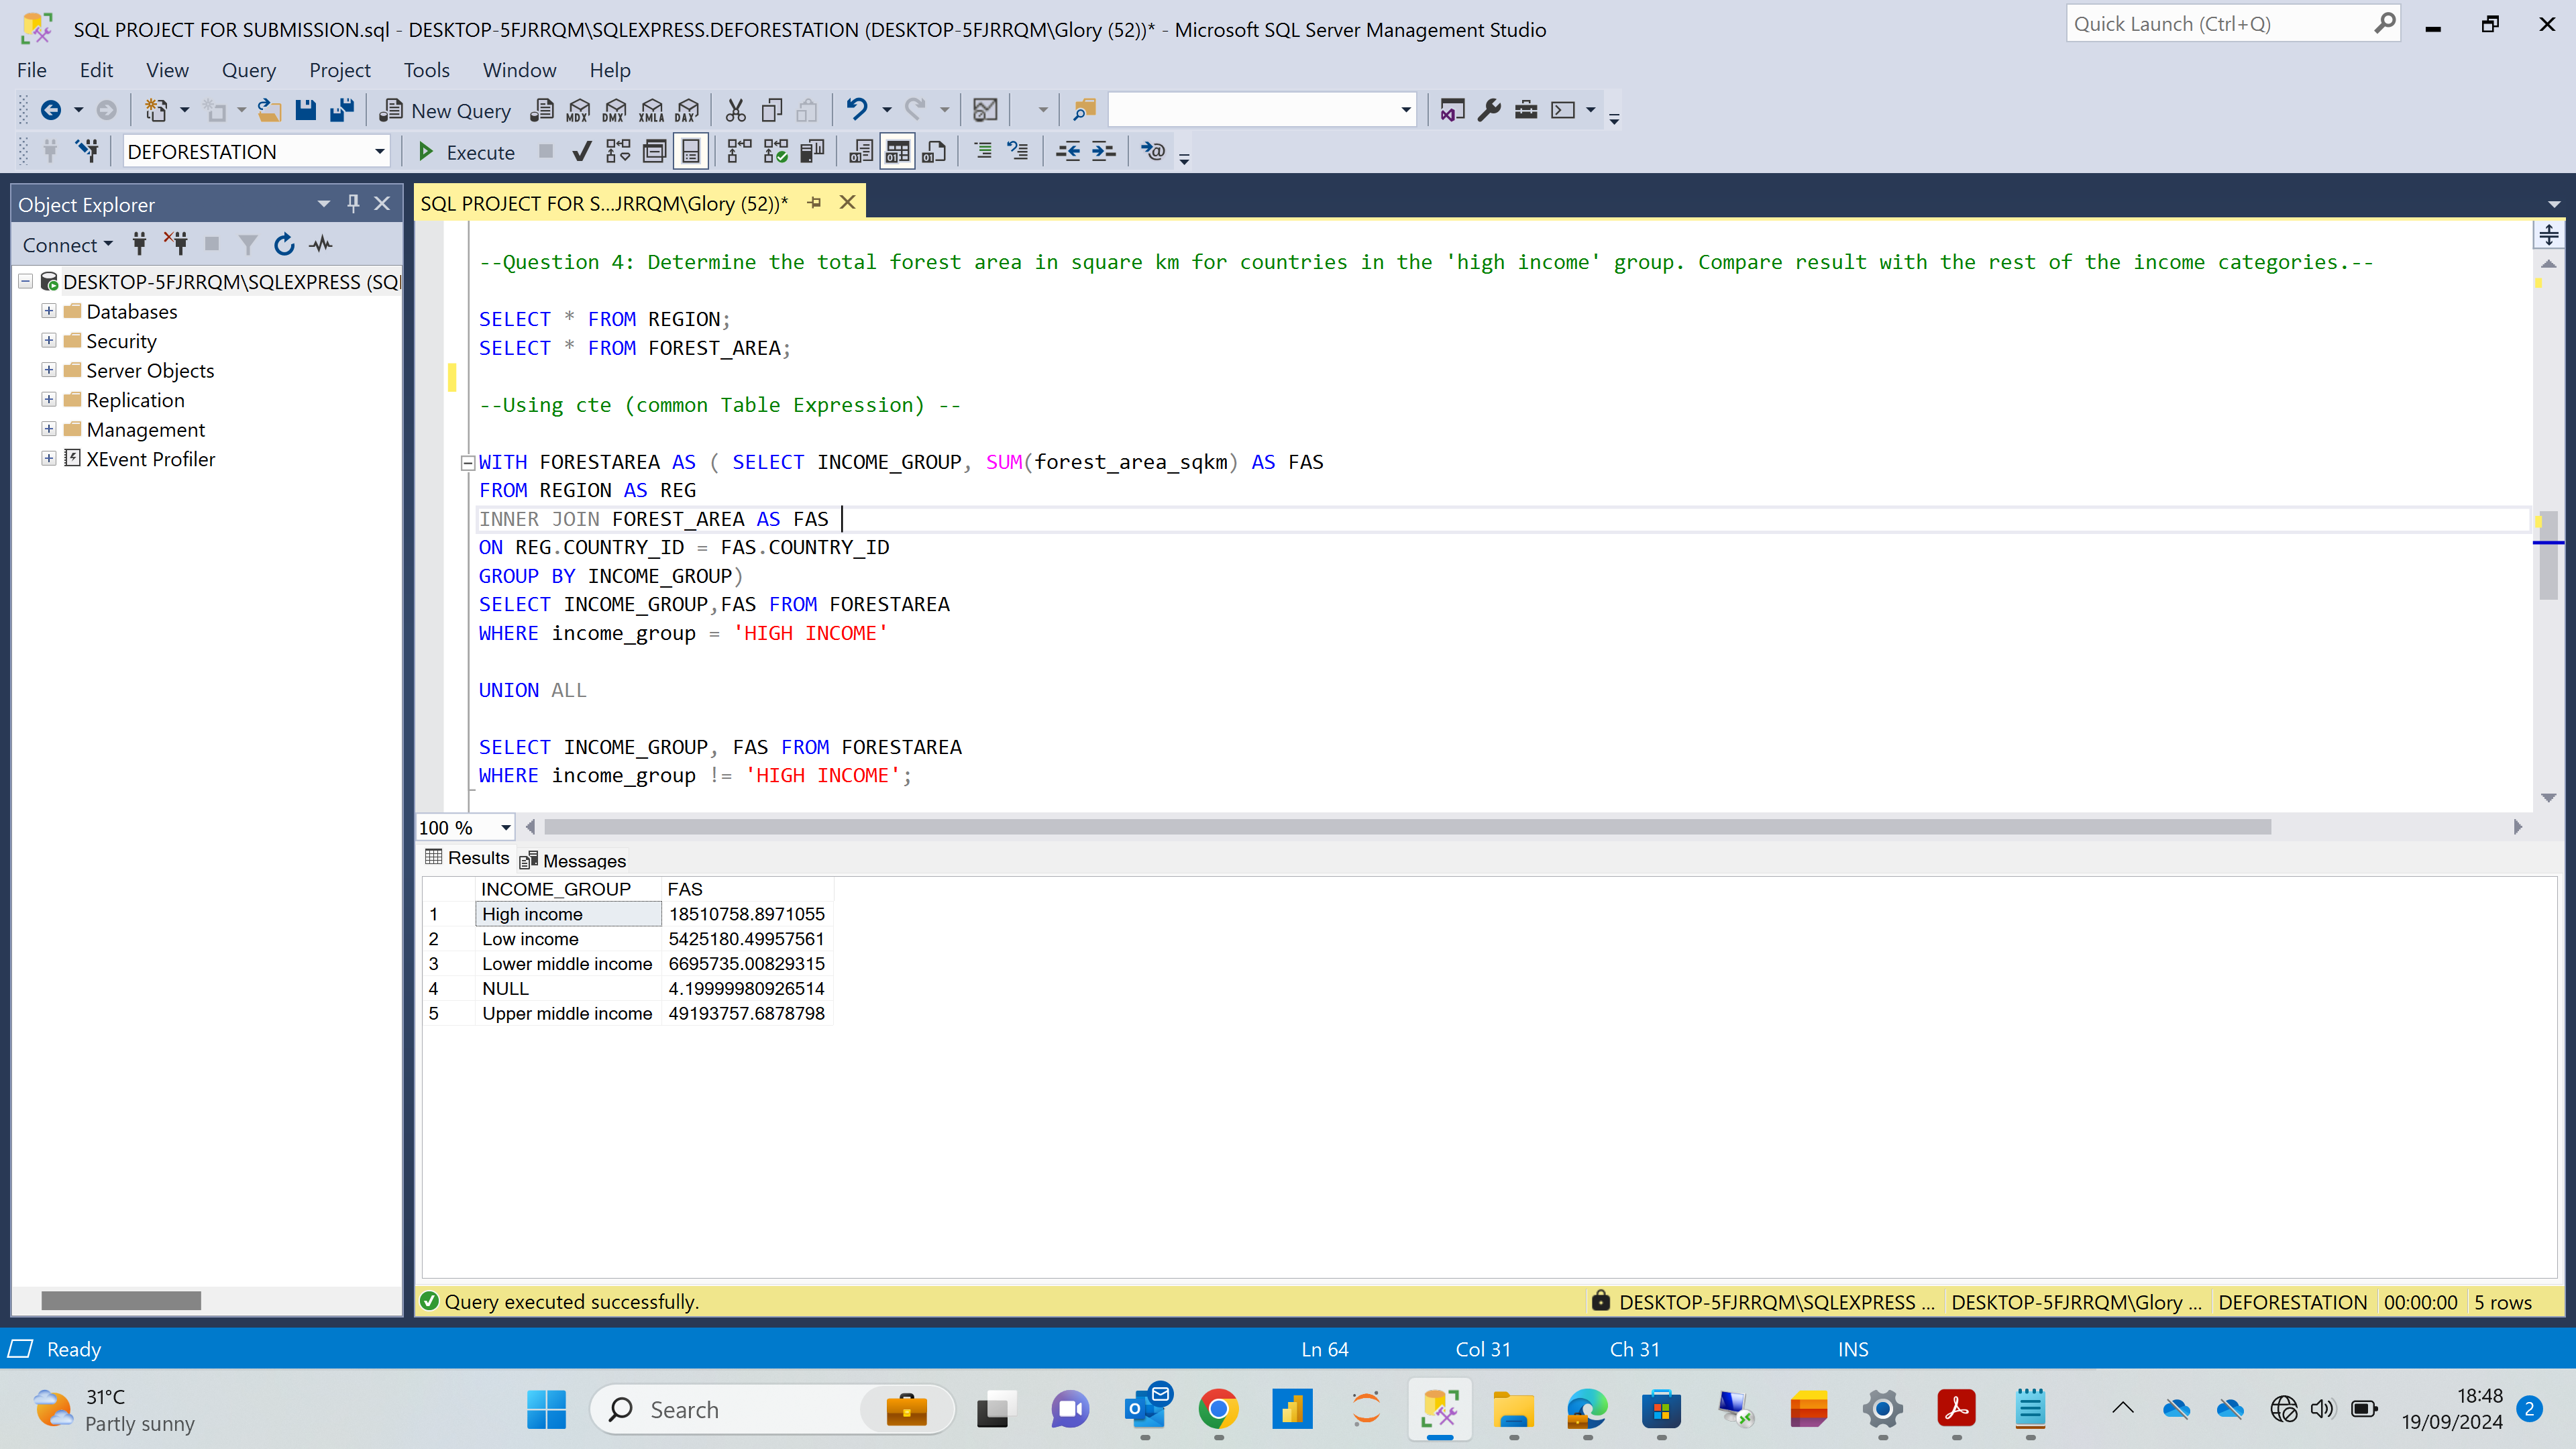 SQL PROJECT FOR SUBMISSION.sql - DESKTOP-5FJRRQM\SQLEXPRESS.DEFORESTATION (DESKTOP-5FJRRQM\Glory (52))* - Microsoft SQL Server Management Studio
Quick Launch (Ctrl+Q)
File Edit View Query Project Tools Window Help
New Query MDX DMX XMLA DAX
DEFORESTATION Execute
Object Explorer
SQL PROJECT FOR S...JRRQM\Glory (52))*
Connect
DESKTOP-5FJRRQM\SQLEXPRESS (SQL
Databases
Security
Server Objects
Replication
Management
XEvent Profiler
--Question 4: Determine the total forest area in square km for countries in the 'high income' group. Compare result with the rest of the income categories.--
SELECT * FROM REGION;
SELECT * FROM FOREST_AREA;
--Using cte (common Table Expression) --
WITH FORESTAREA AS ( SELECT INCOME_GROUP, SUM(forest_area_sqkm) AS FAS
FROM REGION AS REG
INNER JOIN FOREST_AREA AS FAS
ON REG.COUNTRY_ID = FAS.COUNTRY_ID
GROUP BY INCOME_GROUP)
SELECT INCOME_GROUP,FAS FROM FORESTAREA
WHERE income_group = 'HIGH INCOME'
UNION ALL
SELECT INCOME_GROUP, FAS FROM FORESTAREA
WHERE income_group != 'HIGH INCOME';
100 %
Results Messages
INCOME_GROUP FAS
1 High income 18510758.8971055
2 Low income 5425180.49957561
3 Lower middle income 6695735.00829315
4 NULL 4.19999980926514
5 Upper middle income 49193757.6878798
Query executed successfully.
DESKTOP-5FJRRQM\SQLEXPRESS ... DESKTOP-5FJRRQM\Glory ... DEFORESTATION 00:00:00 5 rows
Ready Ln 64 Col 31 Ch 31 INS
31°C
Partly sunny
Search
18:48
19/09/2024
2